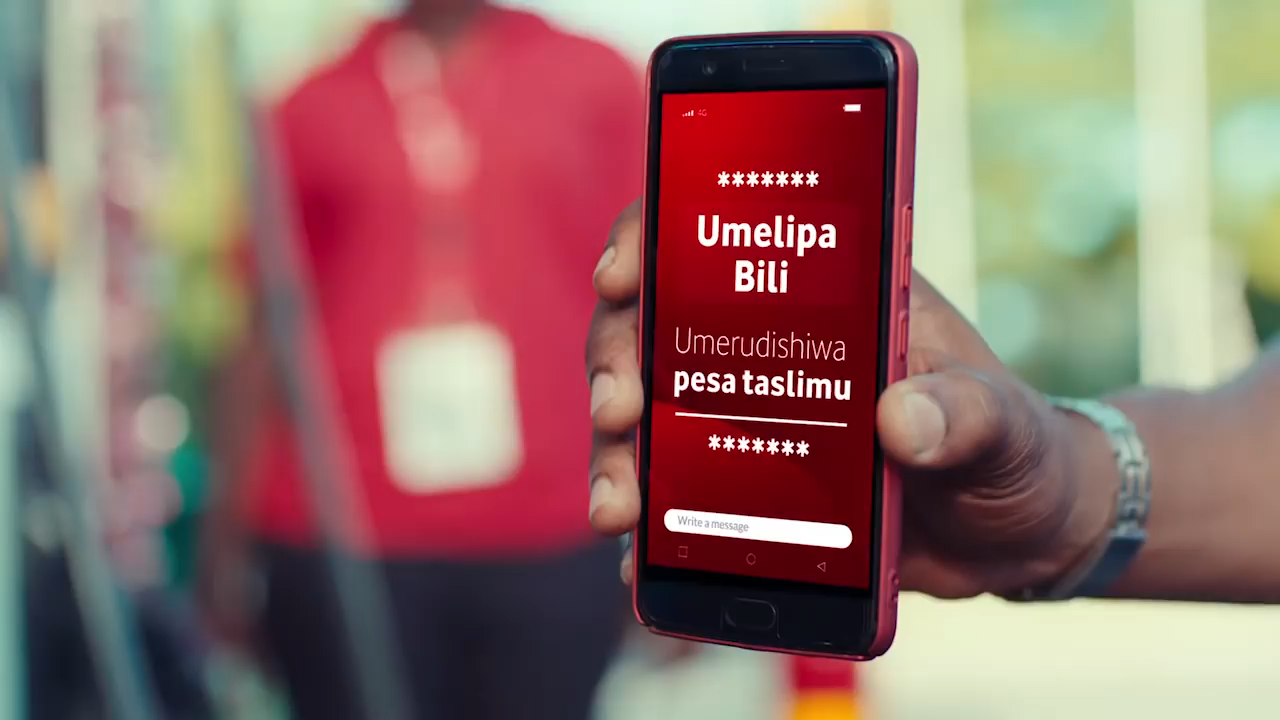 4G
*******
Umelipa
Bili
Umerudishiwa
pesa taslimu
*******
Write a message